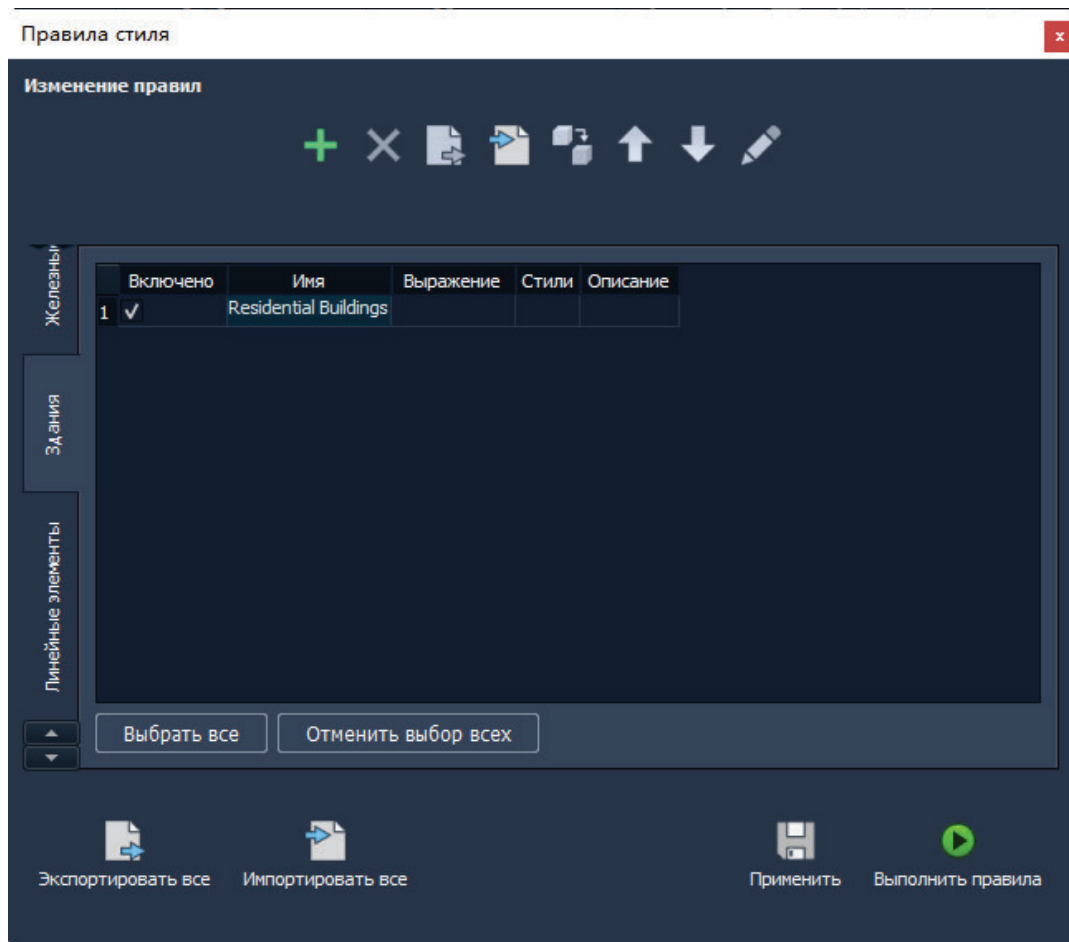 Правила стиля
x
Изменение правил
Железные
Здания
Линейные элементы
Включено Имя Выражение Стили Описание
1 Residential Buildings
Выбрать все Отменить выбор всех
Экспортировать все Импортировать все Применить Выполнить правила